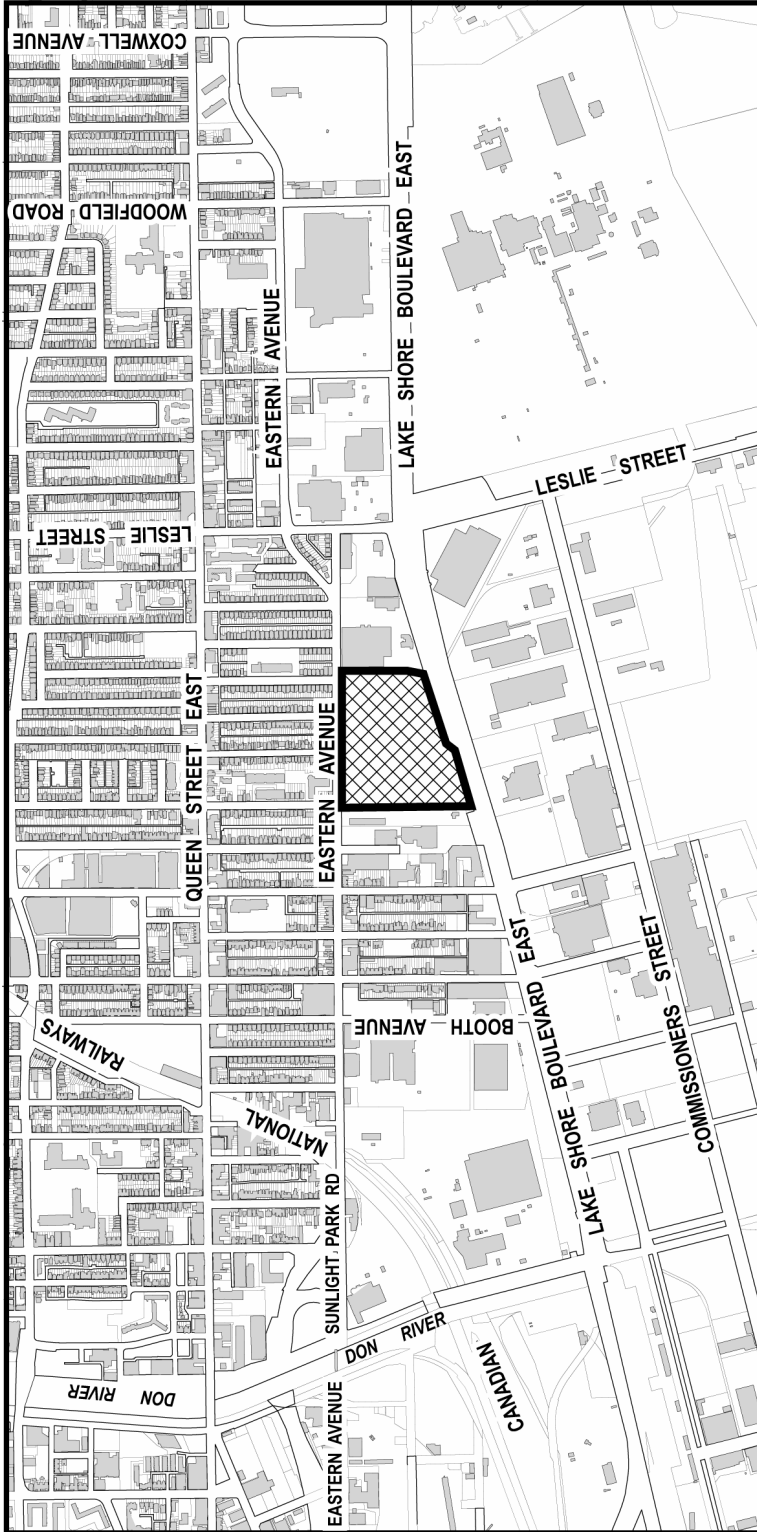 COXWELL AVENUE
WOODFIELD ROAD
LAKE SHORE BOULEVARD EAST
EASTERN AVENUE
LESLIE STREET
LESLIE STREET
QUEEN STREET EAST
EASTERN AVENUE
BOOTH AVENUE
LAKE SHORE BOULEVARD EAST
COMMISSIONERS STREET
RAILWAYS
NATIONAL
SUNLIGHT PARK RD
DON RIVER
CANADIAN
DON RIVER
EASTERN AVENUE